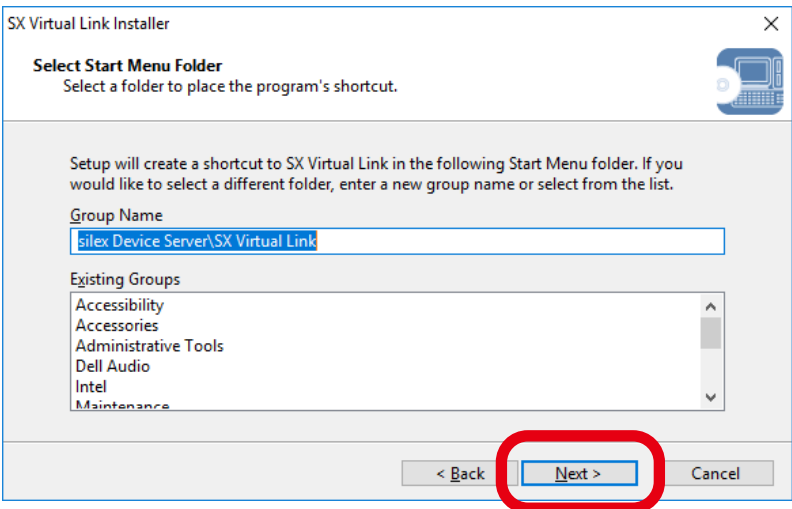 SX Virtual Link Installer
Select Start Menu Folder
Select a folder to place the program's shortcut.
Setup will create a shortcut to SX Virtual Link in the following Start Menu folder. If you
would like to select a different folder, enter a new group name or select from the list.
Group Name
silex Device Server\SX Virtual Link
Existing Groups
Accessibility
Accessories
Administrative Tools
Dell Audio
Intel
Maintenance
< Back Next > Cancel